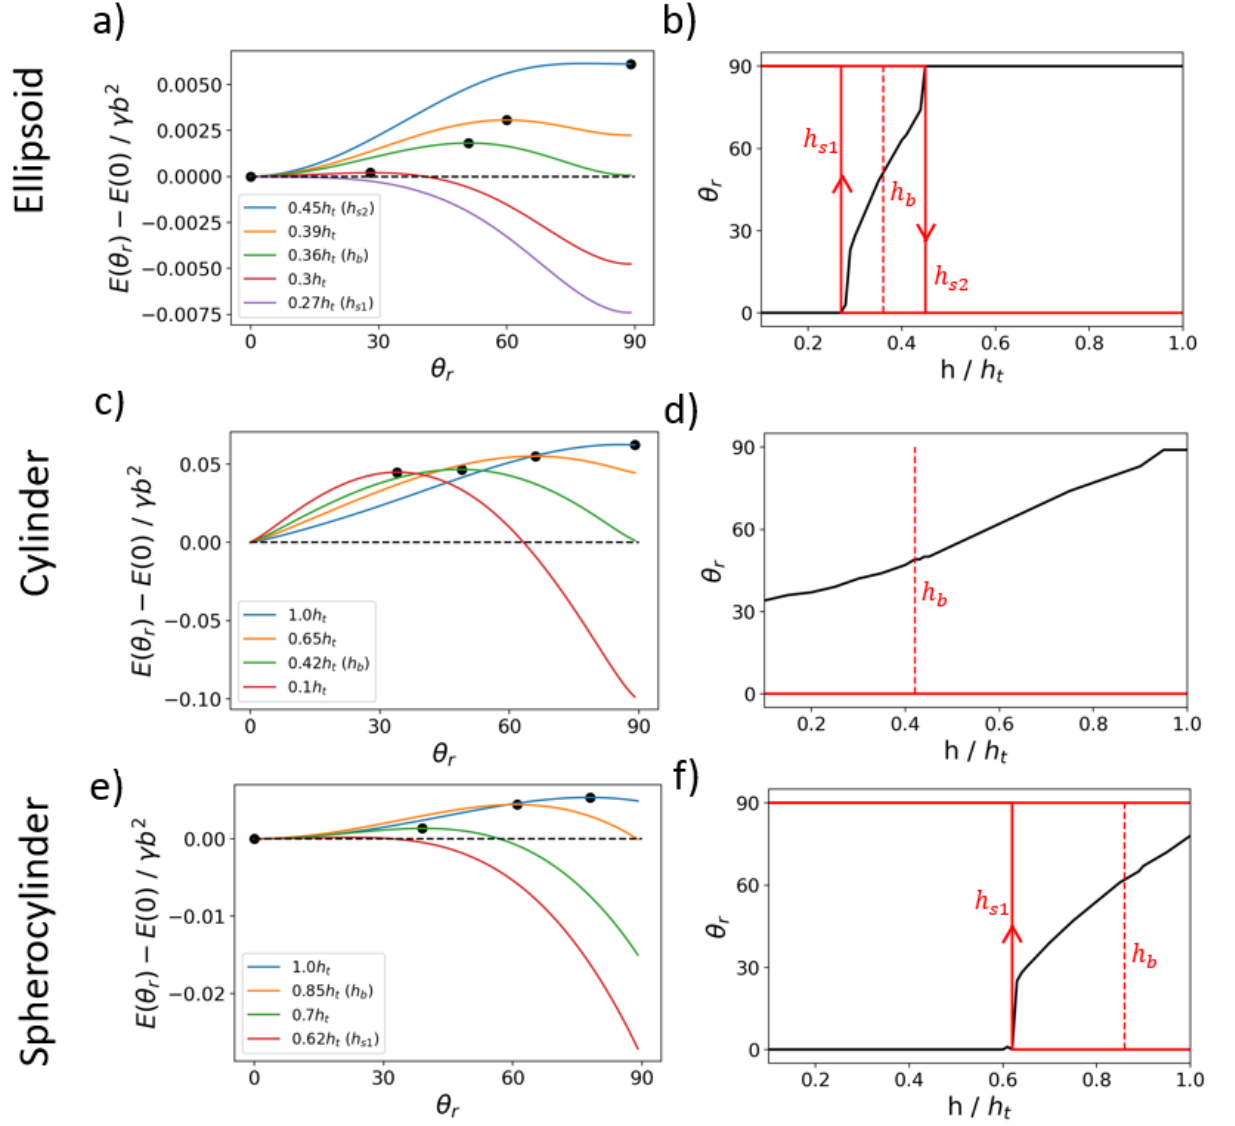 a)
b)
Ellipsoid
E(θr) − E(0) / γb²
0.0050
0.0025
0.0000
−0.0025
−0.0050
−0.0075
0.45ht (hs2)
0.39ht
0.36ht (hb)
0.3ht
0.27ht (hs1)
0 30 60 90
θr
θr
90
60
30
0
hs1
hb
hs2
0.2 0.4 0.6 0.8 1.0
h / ht
c)
d)
Cylinder
E(θr) − E(0) / γb²
0.05
0.00
−0.05
−0.10
1.0ht
0.65ht
0.42ht (hb)
0.1ht
0 30 60 90
θr
θr
90
60
30
0
hb
0.2 0.4 0.6 0.8 1.0
h / ht
e)
f)
Spherocylinder
E(θr) − E(0) / γb²
0.00
−0.01
−0.02
1.0ht
0.85ht (hb)
0.7ht
0.62ht (hs1)
0 30 60 90
θr
θr
90
60
30
0
hs1
hb
0.2 0.4 0.6 0.8 1.0
h / ht